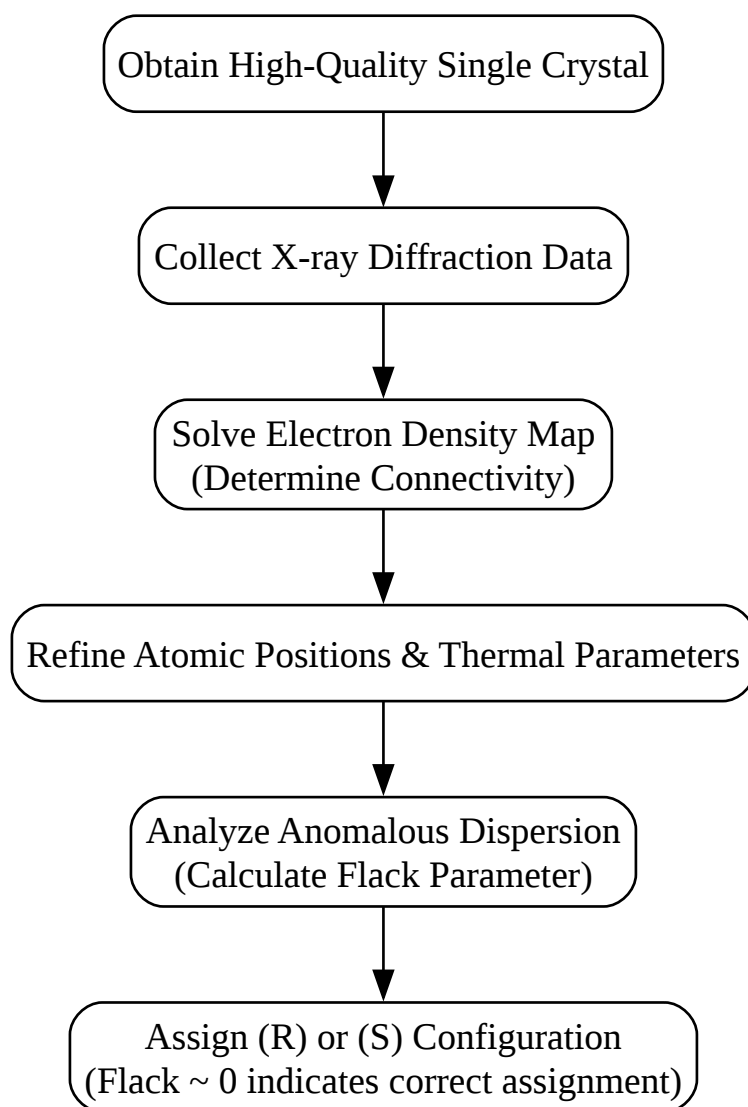 Obtain High-Quality Single Crystal
Collect X-ray Diffraction Data
Solve Electron Density Map
(Determine Connectivity)
Refine Atomic Positions & Thermal Parameters
Analyze Anomalous Dispersion
(Calculate Flack Parameter)
Assign (R) or (S) Configuration
(Flack ~ 0 indicates correct assignment)